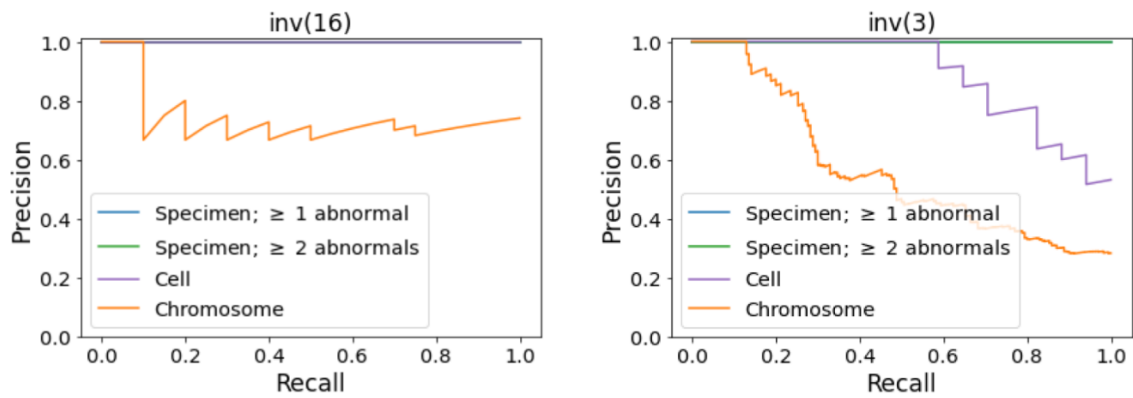 inv(16)
1.0
0.8
0.6
0.4
0.2
0.0
Precision
Specimen; ≥ 1 abnormal
Specimen; ≥ 2 abnormals
Cell
Chromosome
0.0 0.2 0.4 0.6 0.8 1.0
Recall
inv(3)
1.0
0.8
0.6
0.4
0.2
0.0
Precision
Specimen; ≥ 1 abnormal
Specimen; ≥ 2 abnormals
Cell
Chromosome
0.0 0.2 0.4 0.6 0.8 1.0
Recall